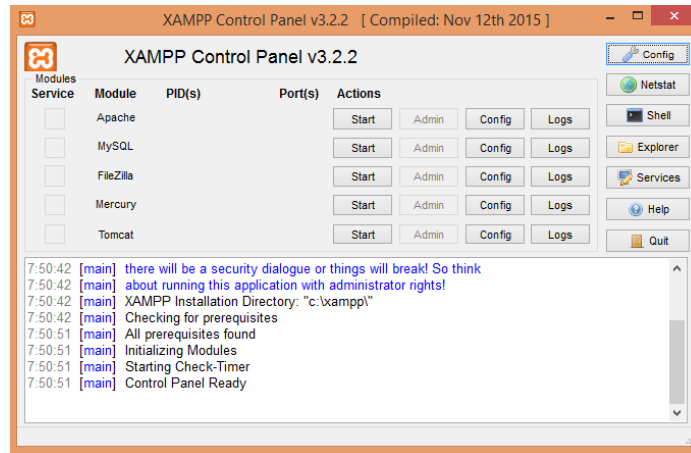 XAMPP Control Panel v3.2.2 [ Compiled: Nov 12th 2015 ]
XAMPP Control Panel v3.2.2
Config
Modules
Service Module PID(s) Port(s) Actions
Netstat
Apache Start Admin Config Logs
Shell
MySQL Start Admin Config Logs
Explorer
FileZilla Start Admin Config Logs
Services
Mercury Start Admin Config Logs
Help
Tomcat Start Admin Config Logs
Quit
7:50:42 [main] there will be a security dialogue or things will break! So think
7:50:42 [main] about running this application with administrator rights!
7:50:42 [main] XAMPP Installation Directory: "c:\xampp\"
7:50:42 [main] Checking for prerequisites
7:50:51 [main] All prerequisites found
7:50:51 [main] Initializing Modules
7:50:51 [main] Starting Check-Timer
7:50:51 [main] Control Panel Ready